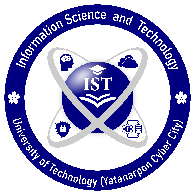 Information Science and Technology
IST
University of Technology (Yatanarpon Cyber City)